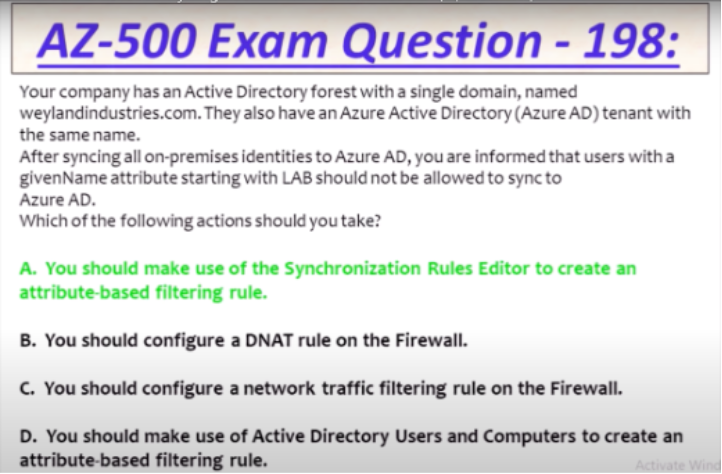 AZ-500 Exam Question - 198:
Your company has an Active Directory forest with a single domain, named
weylandindustries.com. They also have an Azure Active Directory (Azure AD) tenant with
the same name.
After syncing all on-premises identities to Azure AD, you are informed that users with a
givenName attribute starting with LAB should not be allowed to sync to
Azure AD.
Which of the following actions should you take?
A. You should make use of the Synchronization Rules Editor to create an
attribute-based filtering rule.
B. You should configure a DNAT rule on the Firewall.
C. You should configure a network traffic filtering rule on the Firewall.
D. You should make use of Active Directory Users and Computers to create an
attribute-based filtering rule.
Activate Wind